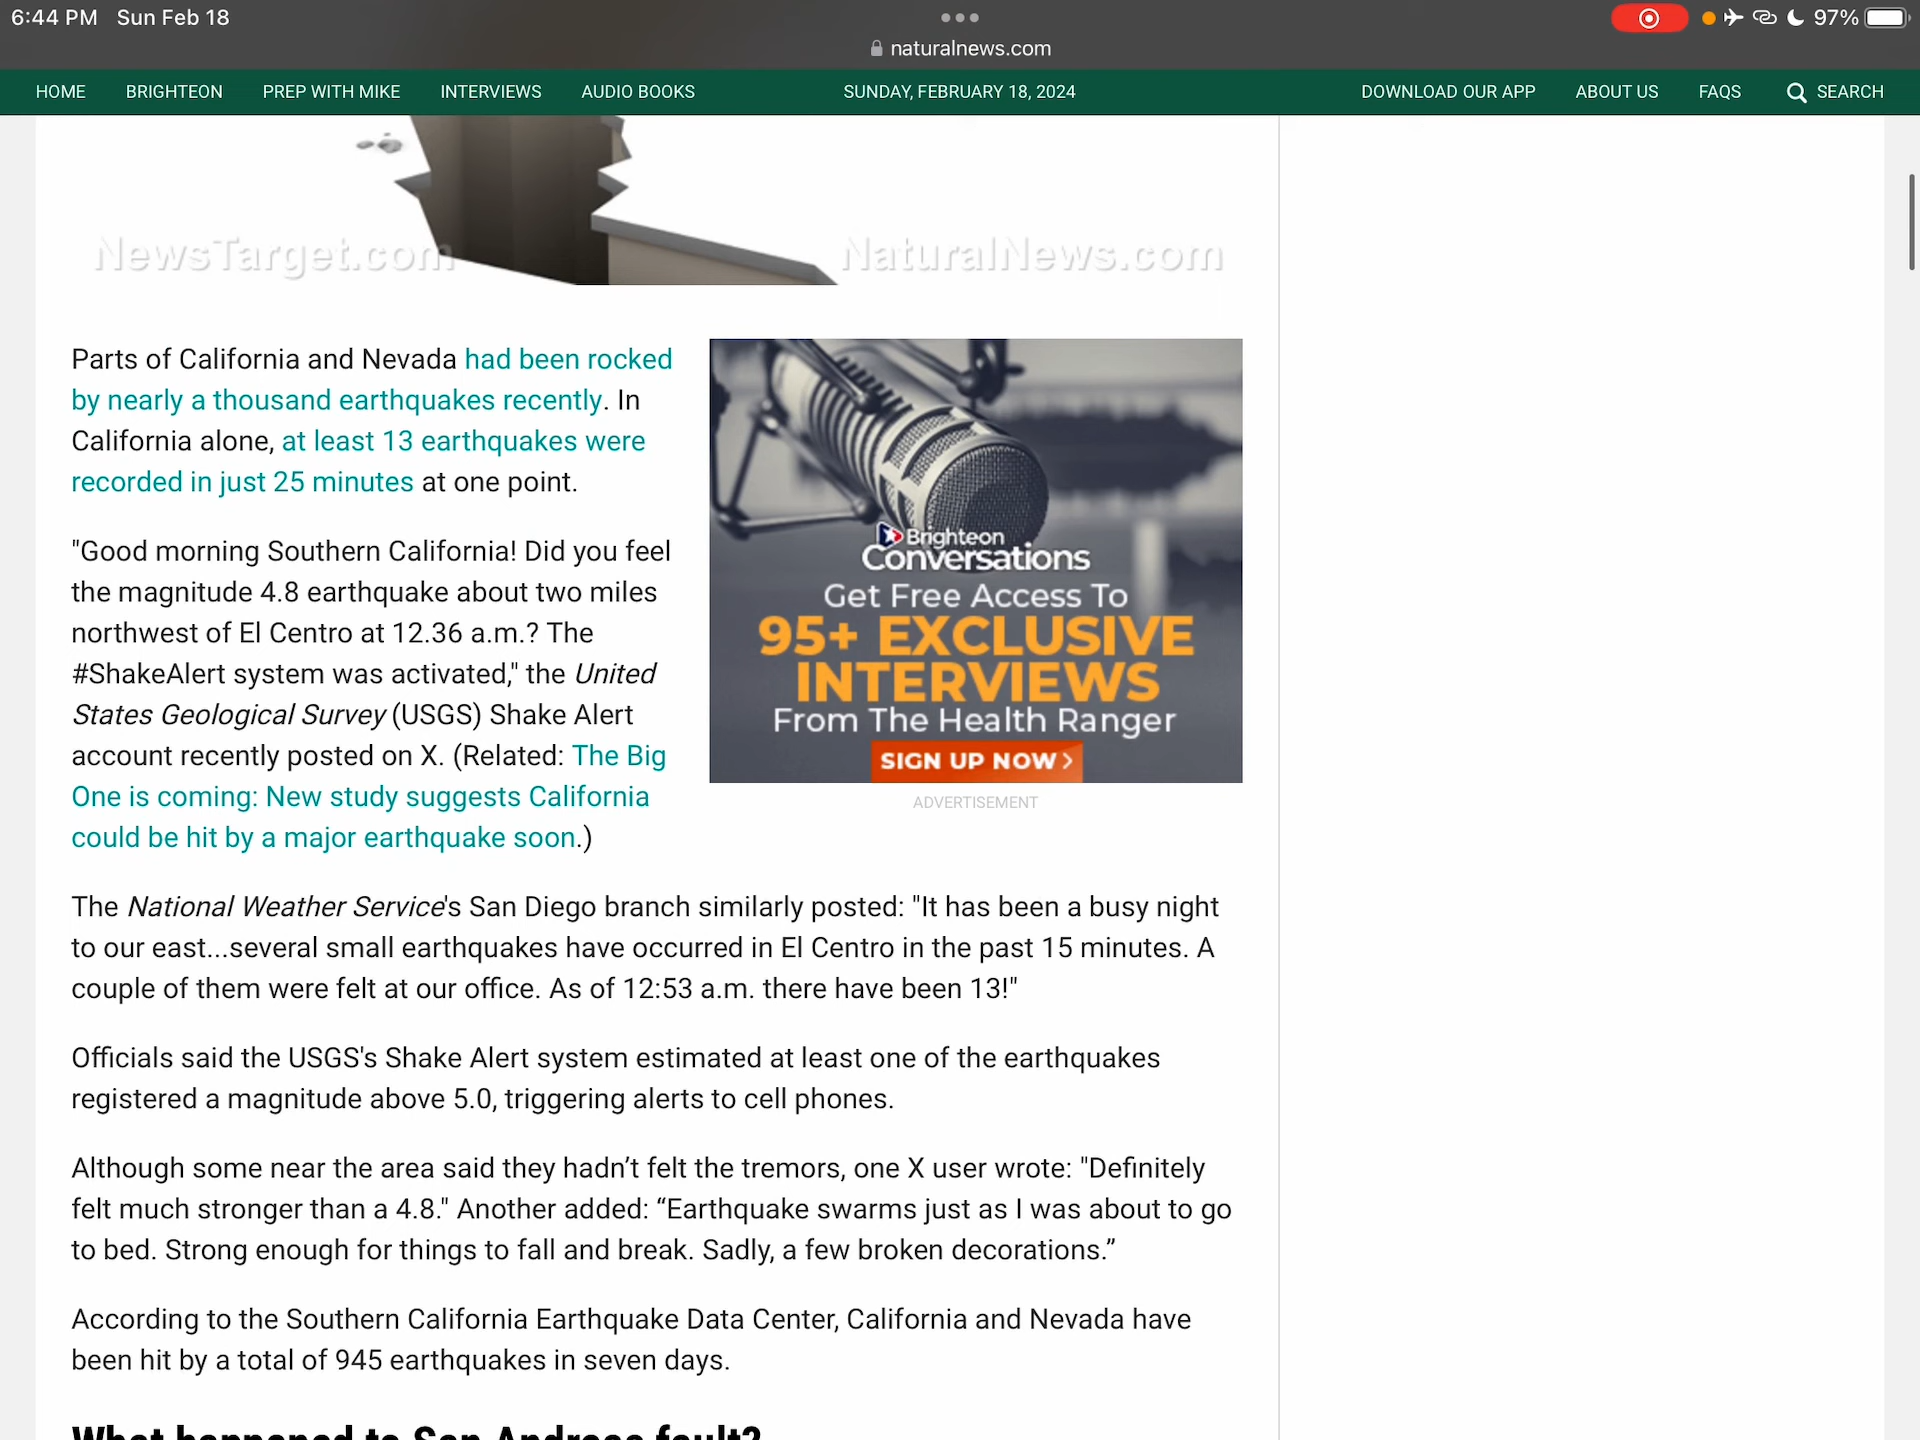 6:44 PM Sun Feb 18
97%
naturalnews.com
HOME BRIGHTEON PREP WITH MIKE INTERVIEWS AUDIO BOOKS SUNDAY, FEBRUARY 18, 2024 DOWNLOAD OUR APP ABOUT US FAQS SEARCH
NewsTarget.com NaturalNews.com
Parts of California and Nevada had been rocked
by nearly a thousand earthquakes recently. In
California alone, at least 13 earthquakes were
recorded in just 25 minutes at one point.
"Good morning Southern California! Did you feel
the magnitude 4.8 earthquake about two miles
northwest of El Centro at 12.36 a.m.? The
#ShakeAlert system was activated," the United
States Geological Survey (USGS) Shake Alert
account recently posted on X. (Related: The Big
One is coming: New study suggests California
could be hit by a major earthquake soon.)
Brighteon
Conversations
Get Free Access To
95+ EXCLUSIVE
INTERVIEWS
From The Health Ranger
SIGN UP NOW >
ADVERTISEMENT
The National Weather Service's San Diego branch similarly posted: "It has been a busy night
to our east...several small earthquakes have occurred in El Centro in the past 15 minutes. A
couple of them were felt at our office. As of 12:53 a.m. there have been 13!"
Officials said the USGS's Shake Alert system estimated at least one of the earthquakes
registered a magnitude above 5.0, triggering alerts to cell phones.
Although some near the area said they hadn’t felt the tremors, one X user wrote: "Definitely
felt much stronger than a 4.8." Another added: “Earthquake swarms just as I was about to go
to bed. Strong enough for things to fall and break. Sadly, a few broken decorations.”
According to the Southern California Earthquake Data Center, California and Nevada have
been hit by a total of 945 earthquakes in seven days.
What happened to San Andreas fault?